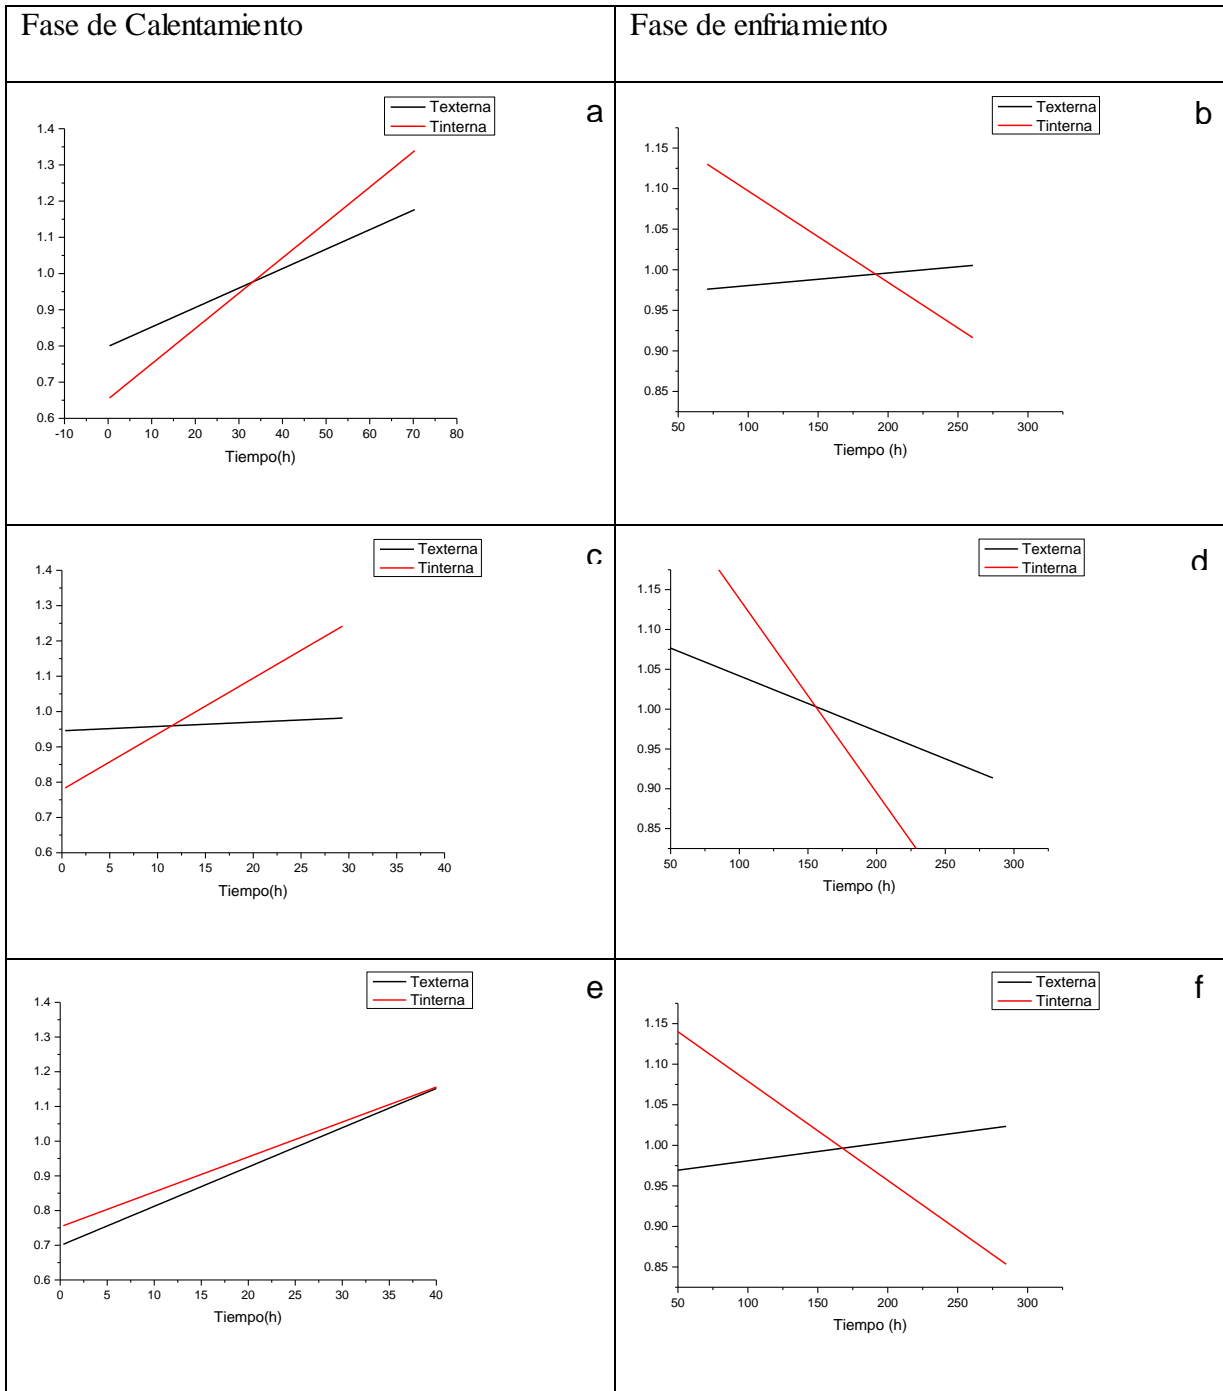 Fase de Calentamiento
Fase de enfriamiento
a
Texterna
Tinterna
1.4
1.3
1.2
1.1
1.0
0.9
0.8
0.7
0.6
-10 0 10 20 30 40 50 60 70 80
Tiempo(h)
b
Texterna
Tinterna
1.15
1.10
1.05
1.00
0.95
0.90
0.85
50 100 150 200 250 300
Tiempo (h)
c
Texterna
Tinterna
1.4
1.3
1.2
1.1
1.0
0.9
0.8
0.7
0.6
0 5 10 15 20 25 30 35 40
Tiempo(h)
d
Texterna
Tinterna
1.15
1.10
1.05
1.00
0.95
0.90
0.85
50 100 150 200 250 300
Tiempo (h)
e
Texterna
Tinterna
1.4
1.3
1.2
1.1
1.0
0.9
0.8
0.7
0.6
0 5 10 15 20 25 30 35 40
Tiempo(h)
f
Texterna
Tinterna
1.15
1.10
1.05
1.00
0.95
0.90
0.85
50 100 150 200 250 300
Tiempo (h)